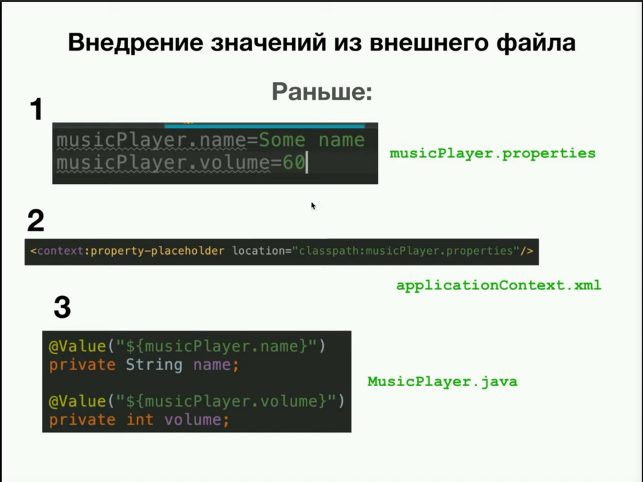 Внедрение значений из внешнего файла
Раньше:
1
musicPlayer.name=Some name
musicPlayer.volume=60
musicPlayer.properties
2
<context:property-placeholder location="classpath:musicPlayer.properties"/>
applicationContext.xml
3
@Value("${musicPlayer.name}")
private String name;
@Value("${musicPlayer.volume}")
private int volume;
MusicPlayer.java